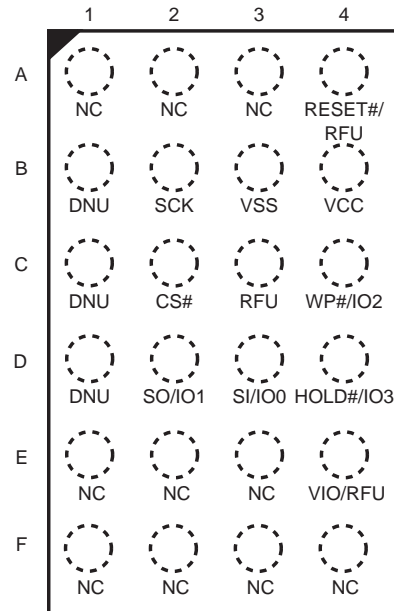 1 2 3 4
A
NC NC NC RESET#/
RFU
B
DNU SCK VSS VCC
C
DNU CS# RFU WP#/IO2
D
DNU SO/IO1 SI/IO0 HOLD#/IO3
E
NC NC NC VIO/RFU
F
NC NC NC NC